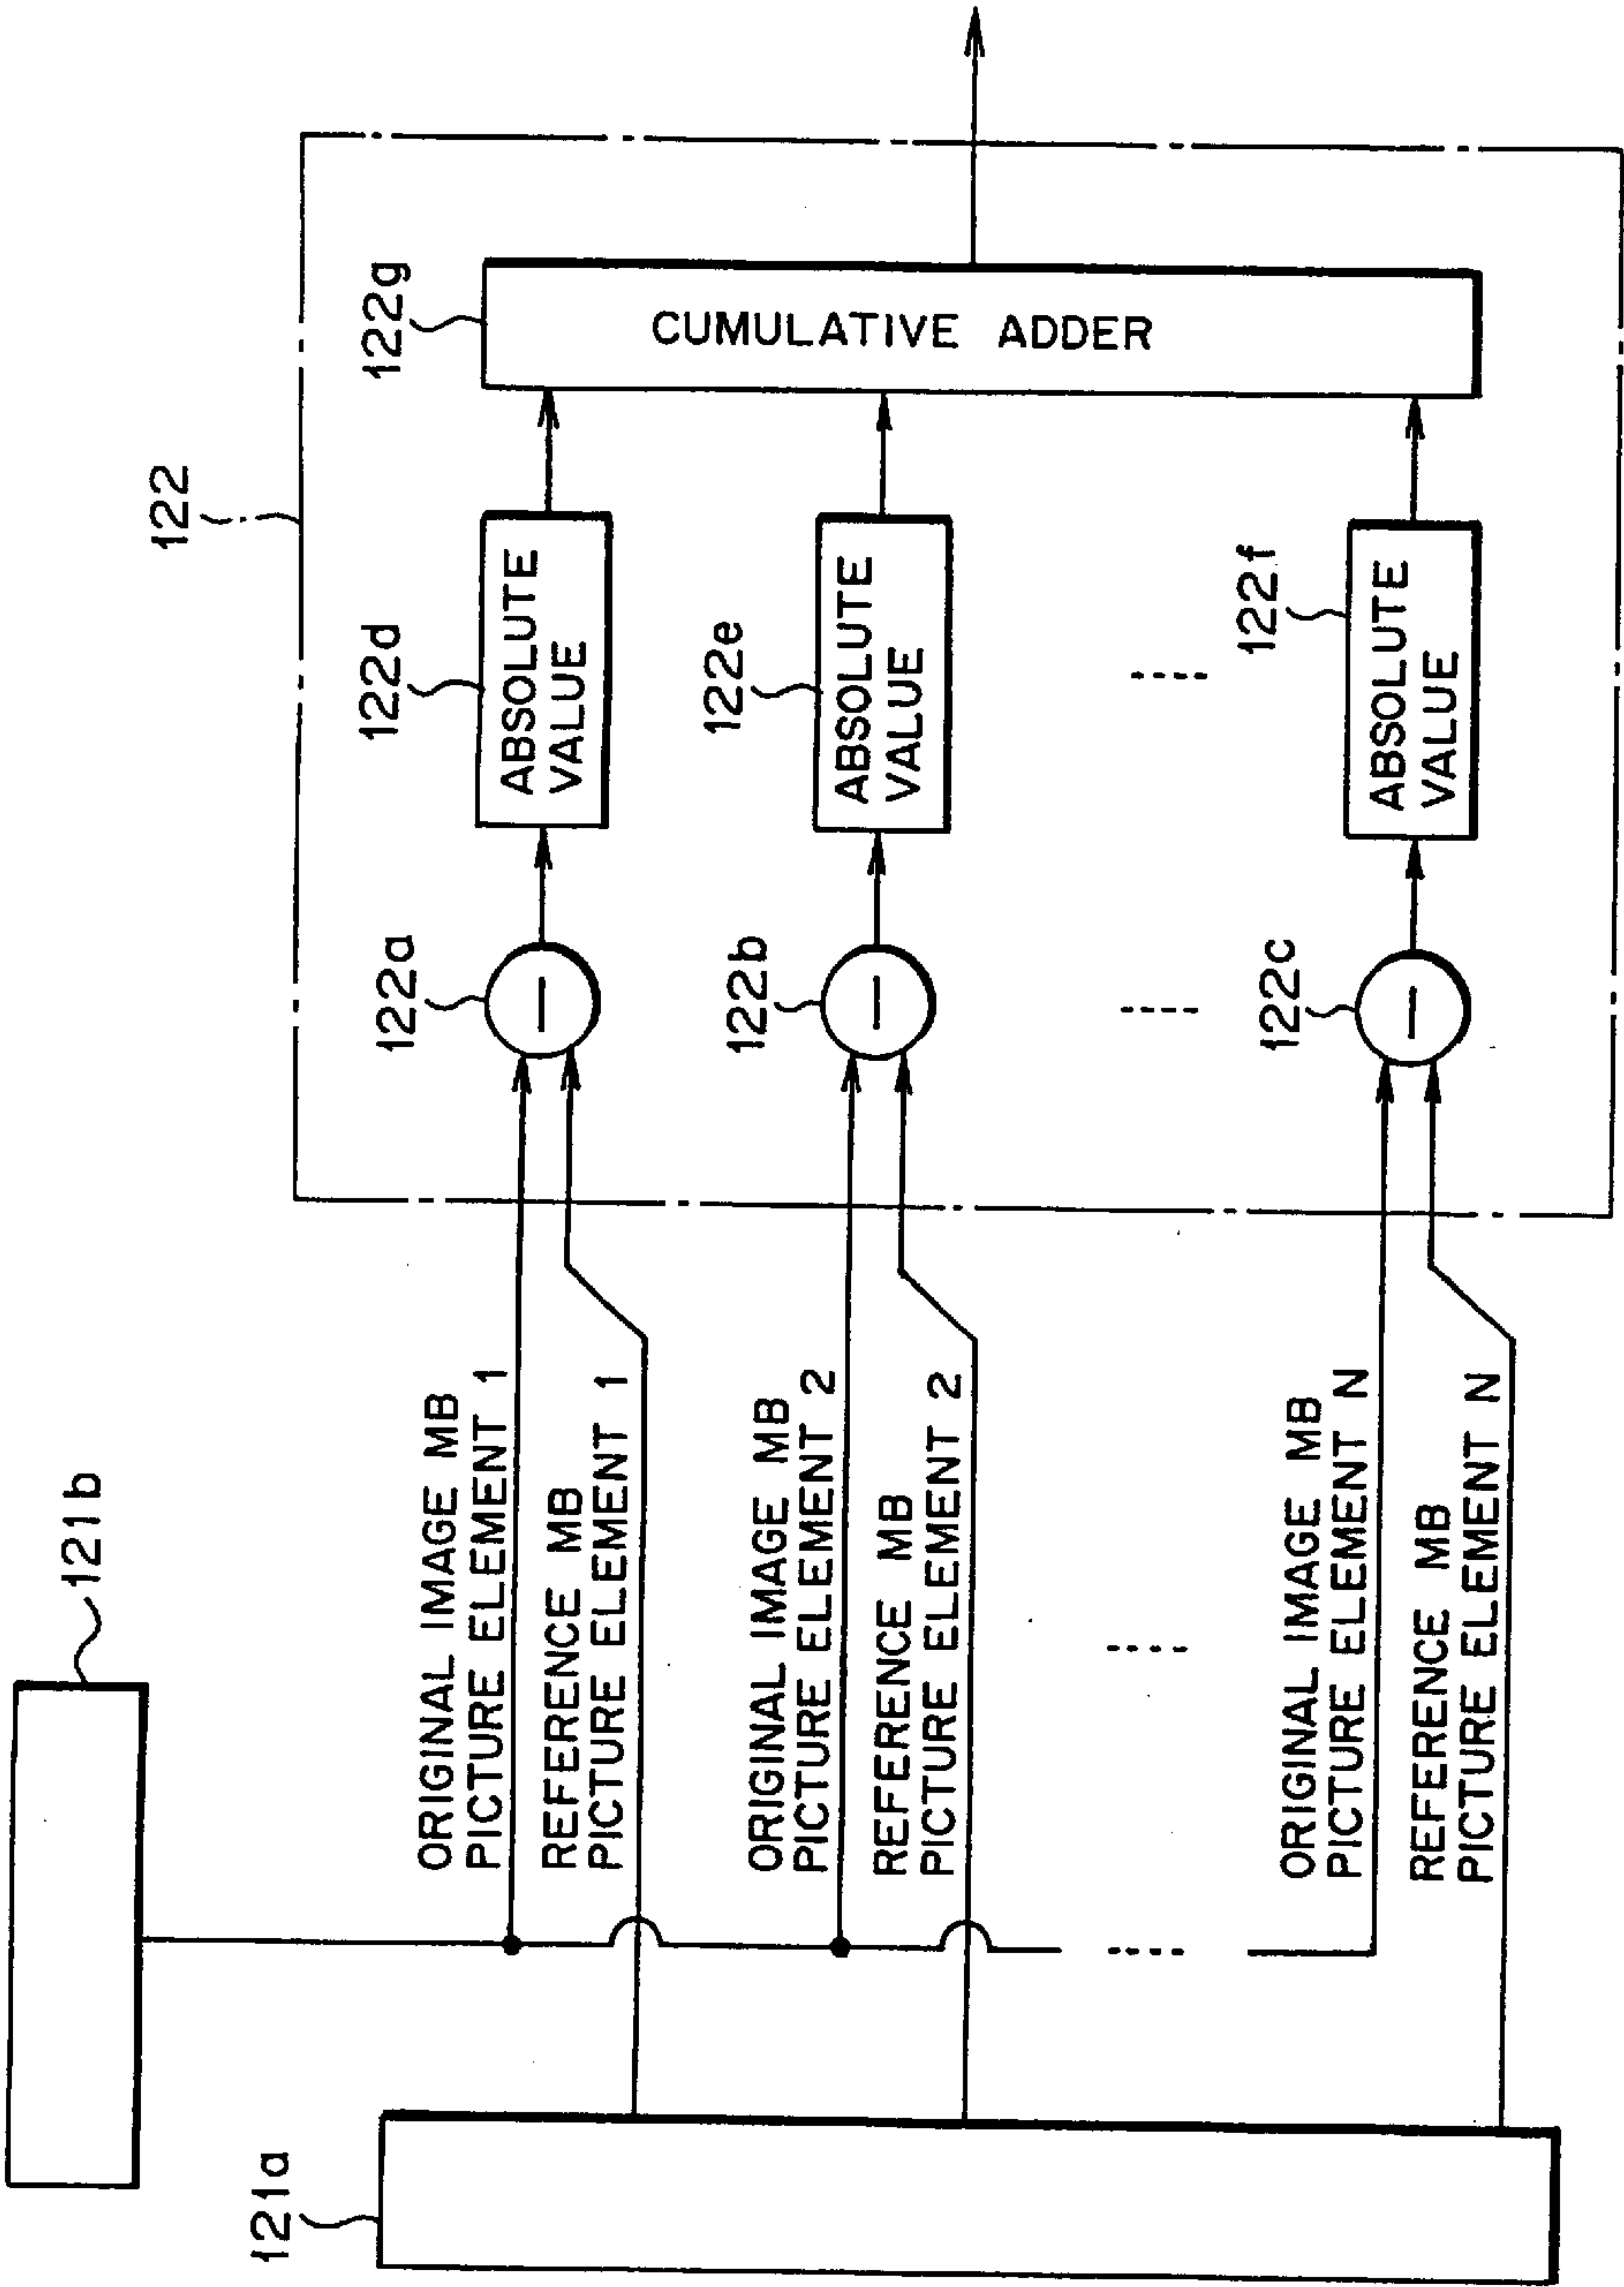 121b
122
122g
CUMULATIVE ADDER
122d
ABSOLUTE
VALUE
122e
ABSOLUTE
VALUE
122f
ABSOLUTE
VALUE
122a
122b
122c
ORIGINAL IMAGE MB
PICTURE ELEMENT 1
REFERENCE MB
PICTURE ELEMENT 1
ORIGINAL IMAGE MB
PICTURE ELEMENT 2
REFERENCE MB
PICTURE ELEMENT 2
ORIGINAL IMAGE MB
PICTURE ELEMENT N
REFERENCE MB
PICTURE ELEMENT N
121a